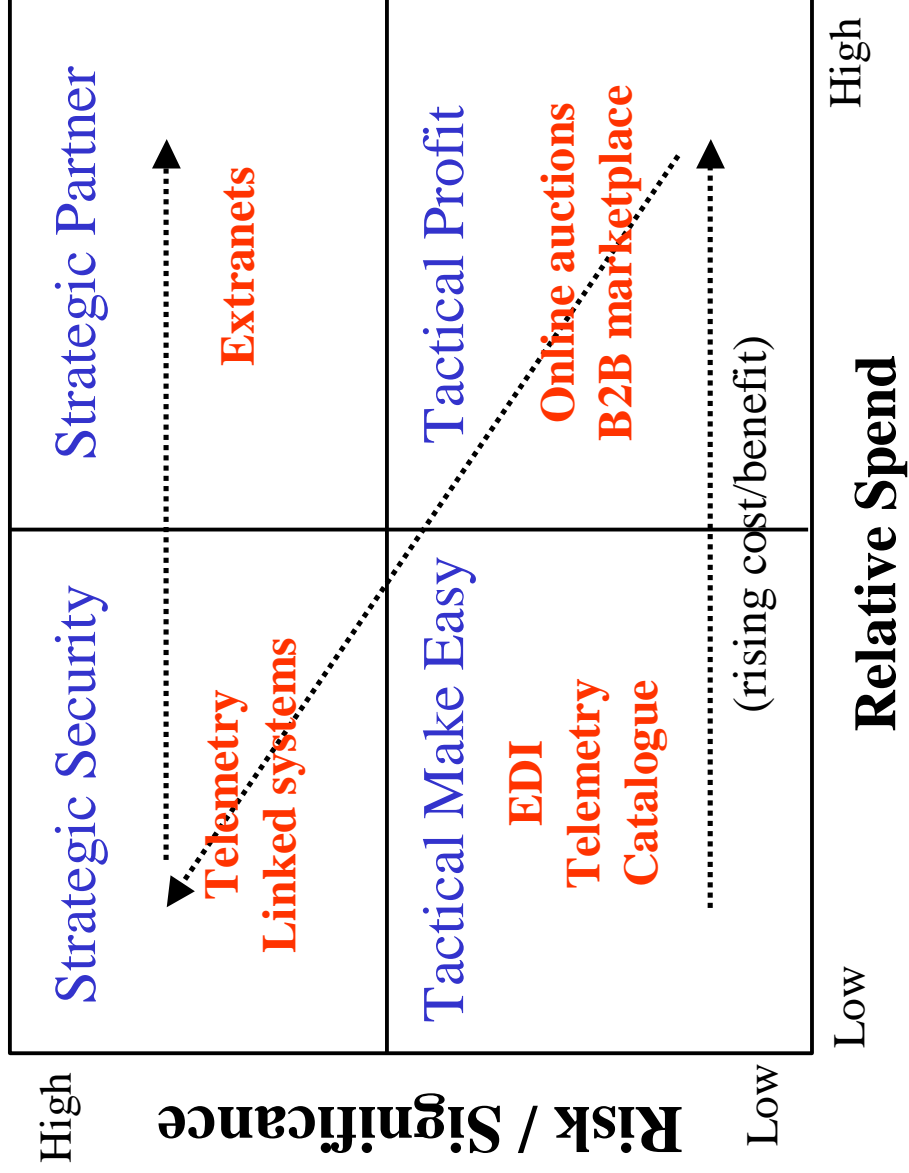 High
Risk / Significance
Low
Strategic Security
Telemetry
Linked systems
Strategic Partner
Extranets
Tactical Make Easy
EDI
Telemetry
Catalogue
Tactical Profit
Online auctions
B2B marketplace
(rising cost/benefit)
Low
High
Relative Spend